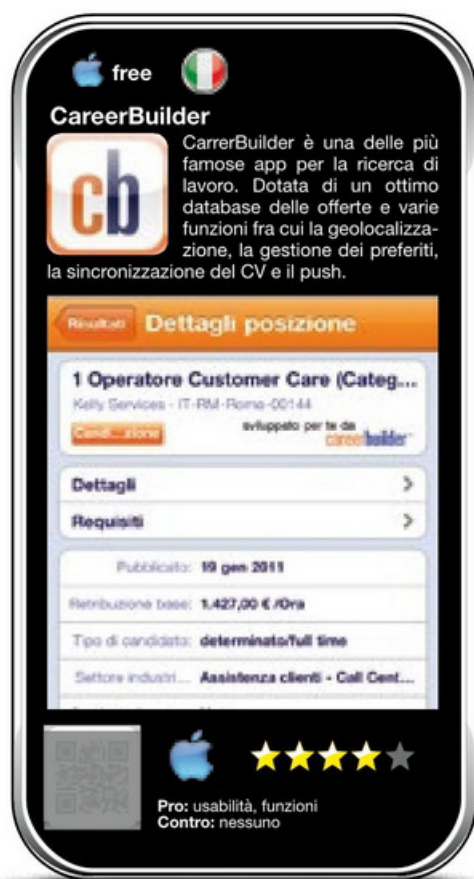 free
CareerBuilder
cb
CarrerBuilder è una delle più
famose app per la ricerca di
lavoro. Dotata di un ottimo
database delle offerte e varie
funzioni fra cui la geolocalizza-
zione, la gestione dei preferiti,
la sincronizzazione del CV e il push.
Risultati Dettagli posizione
1 Operatore Customer Care (Categ...
Kelly Services - IT-RM-Roma-00144
Candi...zione sviluppato per te da
careerbuilder
Dettagli
Requisiti
Pubblicato: 19 gen 2011
Retribuzione base: 1.427,00 € /Ora
Tipo di candidato: determinato/full time
Settore industri... Assistenza clienti - Call Cent...
Pro: usabilità, funzioni
Contro: nessuno